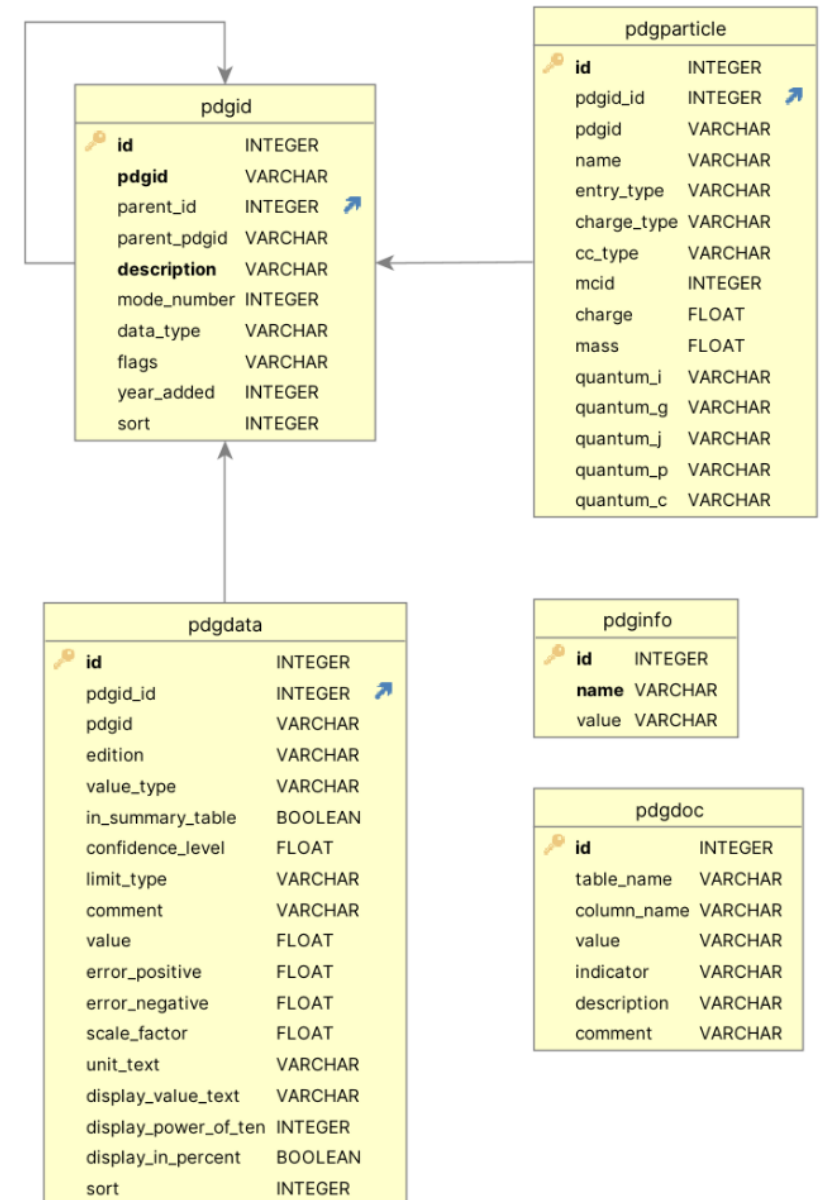 pdgid
id INTEGER
pdgid VARCHAR
parent_id INTEGER
parent_pdgid VARCHAR
description VARCHAR
mode_number INTEGER
data_type VARCHAR
flags VARCHAR
year_added INTEGER
sort INTEGER
pdgparticle
id INTEGER
pdgid_id INTEGER
pdgid VARCHAR
name VARCHAR
entry_type VARCHAR
charge_type VARCHAR
cc_type VARCHAR
mcid INTEGER
charge FLOAT
mass FLOAT
quantum_i VARCHAR
quantum_g VARCHAR
quantum_j VARCHAR
quantum_p VARCHAR
quantum_c VARCHAR
pdgdata
id INTEGER
pdgid_id INTEGER
pdgid VARCHAR
edition VARCHAR
value_type VARCHAR
in_summary_table BOOLEAN
confidence_level FLOAT
limit_type VARCHAR
comment VARCHAR
value FLOAT
error_positive FLOAT
error_negative FLOAT
scale_factor FLOAT
unit_text VARCHAR
display_value_text VARCHAR
display_power_of_ten INTEGER
display_in_percent BOOLEAN
sort INTEGER
pdginfo
id INTEGER
name VARCHAR
value VARCHAR
pdgdoc
id INTEGER
table_name VARCHAR
column_name VARCHAR
value VARCHAR
indicator VARCHAR
description VARCHAR
comment VARCHAR